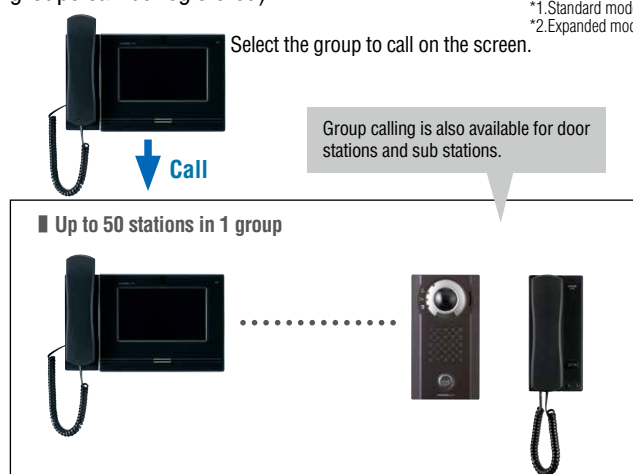 *1.Standard mod
*2.Expanded mod
Select the group to call on the screen.
Group calling is also available for door
stations and sub stations.
Call
Up to 50 stations in 1 group